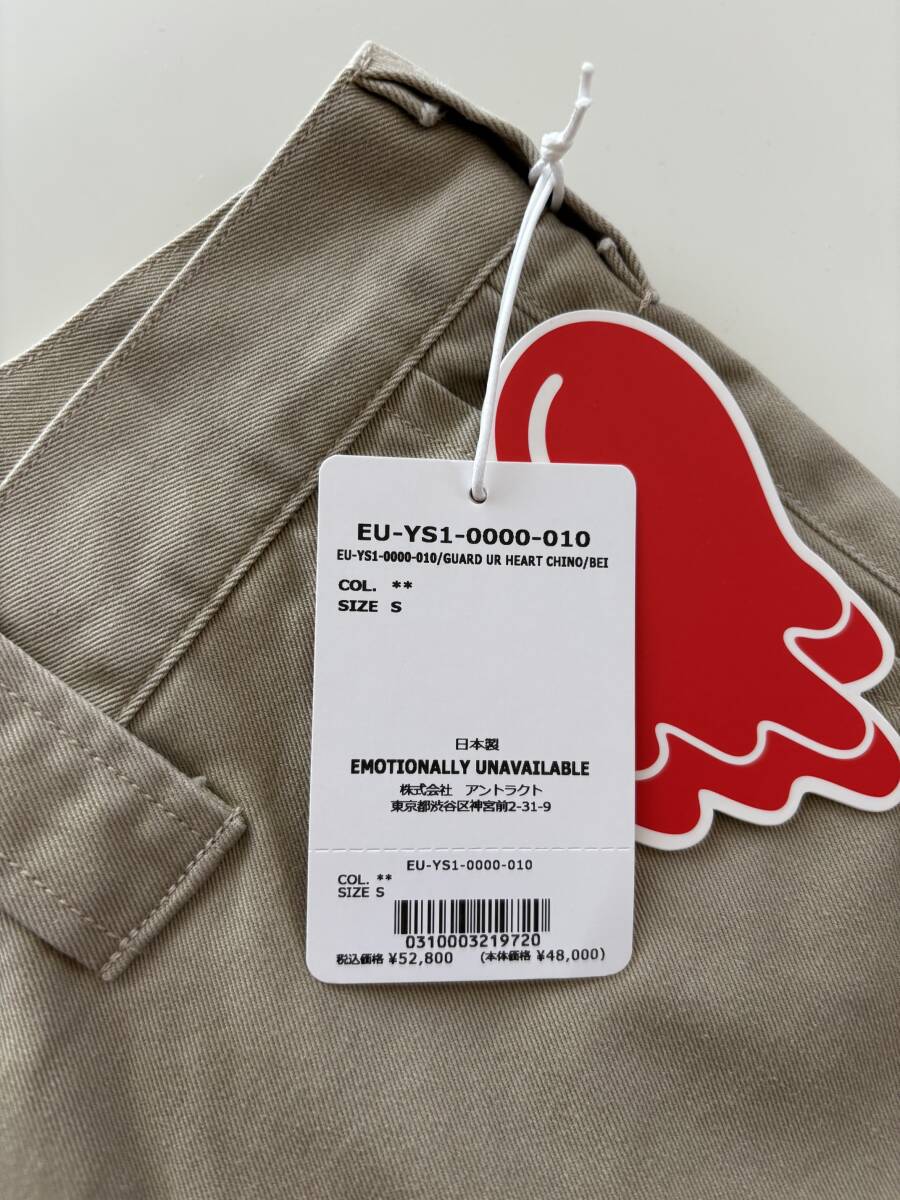 EU-YS1-0000-010
EU-YS1-0000-010/GUARD UR HEART CHINO/BEI
COL. **
SIZE S
日本製
EMOTIONALLY UNAVAILABLE
株式会社 アントラクト
東京都渋谷区神宮前2-31-9
EU-YS1-0000-010
COL. **
SIZE S
0310003219720
税込価格 ¥52,800 (本体価格 ¥48,000)